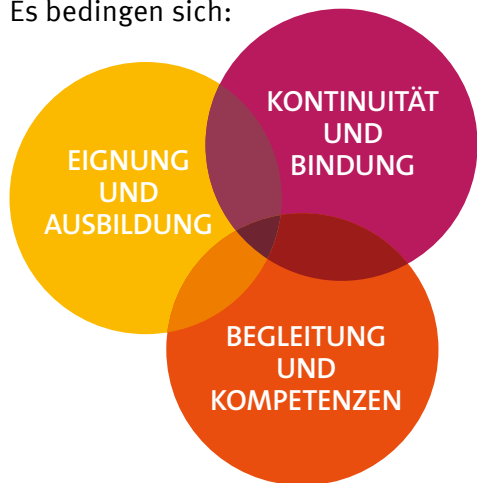 Es bedingen sich:
KONTINUITÄT
UND
BINDUNG
EIGNUNG
UND
AUSBILDUNG
BEGLEITUNG
UND
KOMPETENZEN